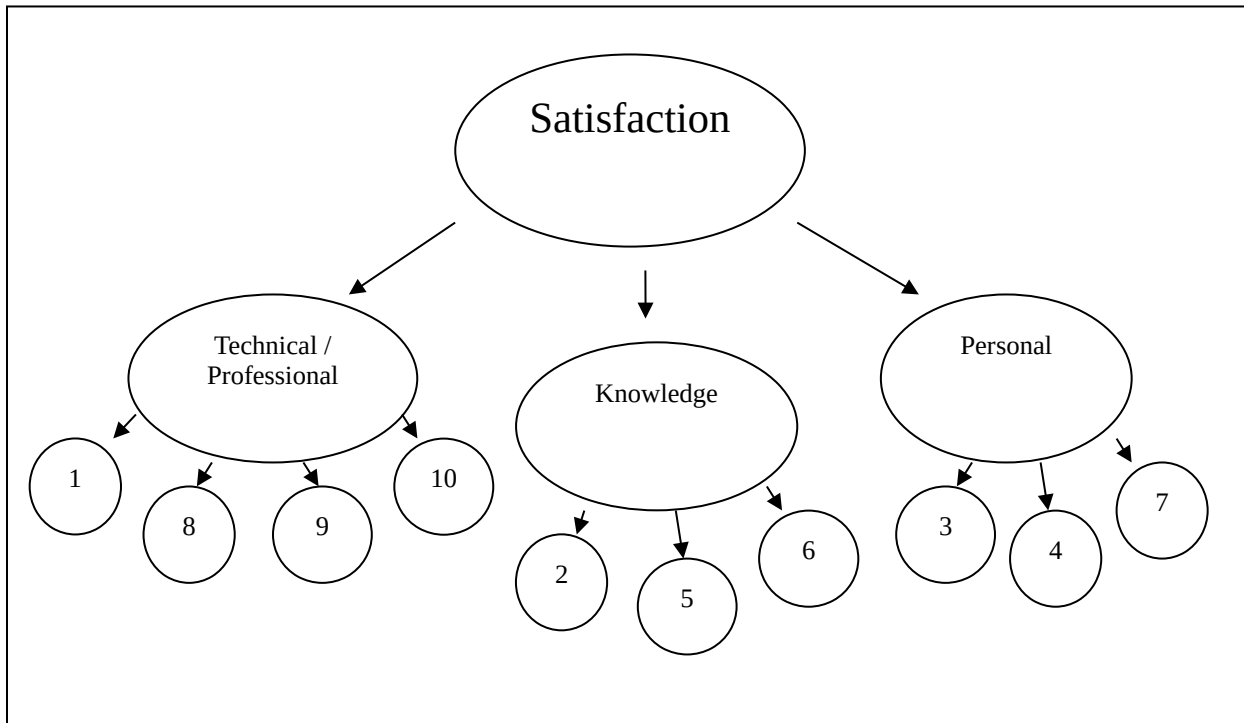 Satisfaction
Technical /
Professional
Knowledge
Personal
1
8
9
10
2
5
6
3
4
7